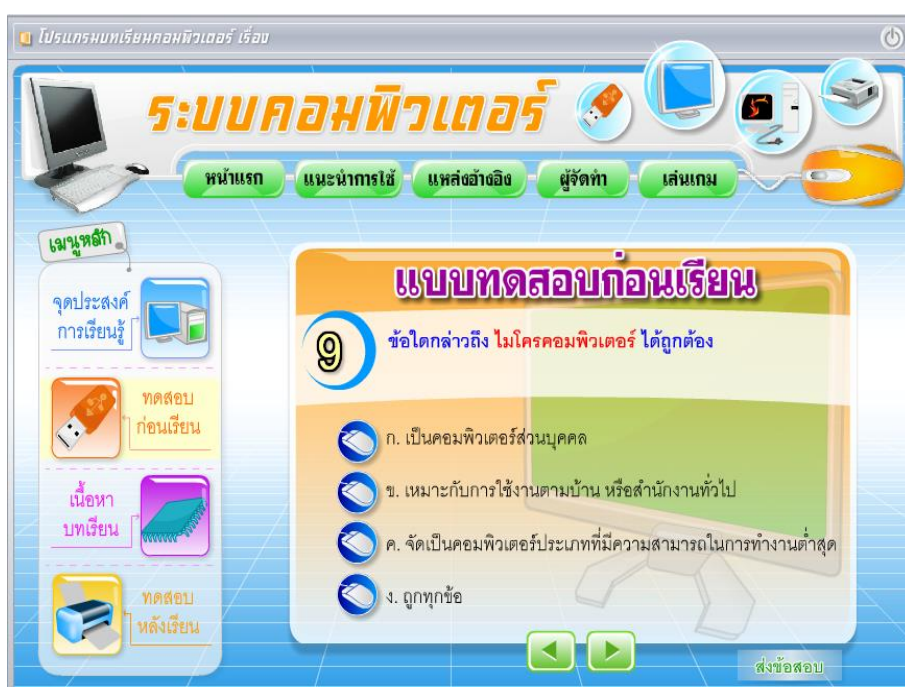 โปรแกรมบทเรียนคอมพิวเตอร์ เรื่อง
ระบบคอมพิวเตอร์
หน้าแรก
แนะนำการใช้
แหล่งอ้างอิง
ผู้จัดทำ
เล่นเกม
เมนูหลัก
จุดประสงค์
การเรียนรู้
ทดสอบ
ก่อนเรียน
เนื้อหา
บทเรียน
ทดสอบ
หลังเรียน
แบบทดสอบก่อนเรียน
9
ข้อใดกล่าวถึง ไมโครคอมพิวเตอร์ ได้ถูกต้อง
ก. เป็นคอมพิวเตอร์ส่วนบุคคล
ข. เหมาะกับการใช้งานตามบ้าน หรือสำนักงานทั่วไป
ค. จัดเป็นคอมพิวเตอร์ประเภทที่มีความสามารถในการทำงานต่ำสุด
ง. ถูกทุกข้อ
ส่งข้อสอบ